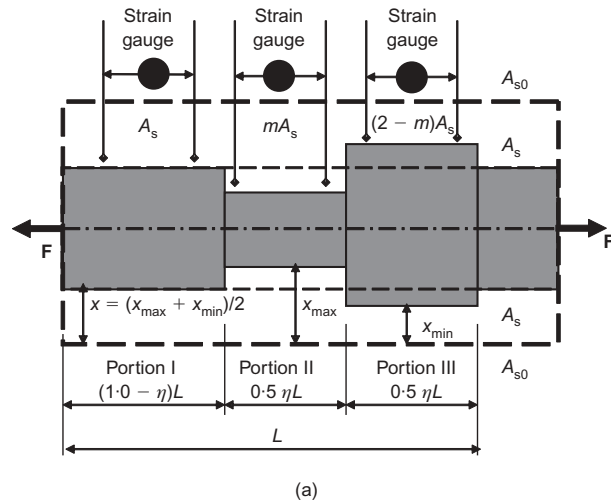 Strain gauge
Strain gauge
Strain gauge
A_s0
A_s
mA_s
(2 − m)A_s
A_s
F
F
x = (x_max + x_min)/2
x_max
x_min
A_s
A_s0
Portion I
(1·0 − η)L
Portion II
0·5 ηL
Portion III
0·5 ηL
L
(a)